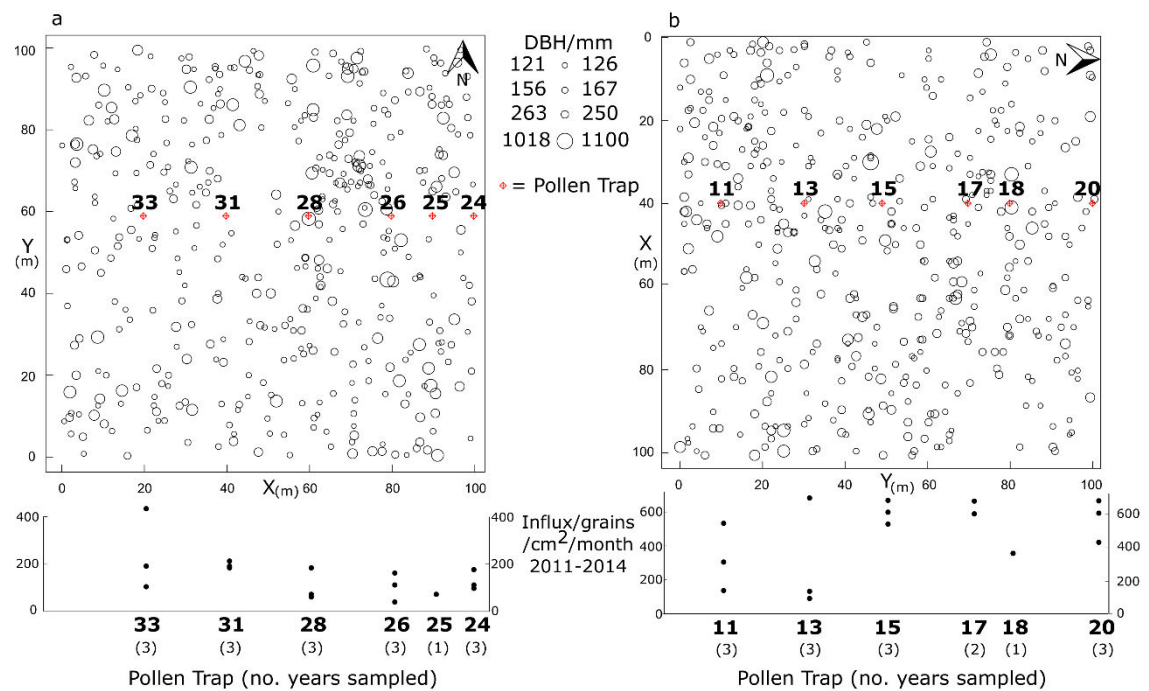 a
100
80
60
40
20
0
Y
(m)
0 20 40 60 80 100
X(m)
N
33 31 28 26 25 24
DBH/mm
121 126
156 167
263 250
1018 1100
= Pollen Trap
b
0
20
40
60
80
100
X
(m)
0 20 40 60 80 100
Y(m)
N
11 13 15 17 18 20
400
200
0
400
200
0
33 31 28 26 25 24
(3) (3) (3) (3) (1) (3)
Pollen Trap (no. years sampled)
Influx/grains
/cm²/month
2011-2014
600
400
200
0
600
400
200
0
11 13 15 17 18 20
(3) (3) (3) (2) (1) (3)
Pollen Trap (no. years sampled)